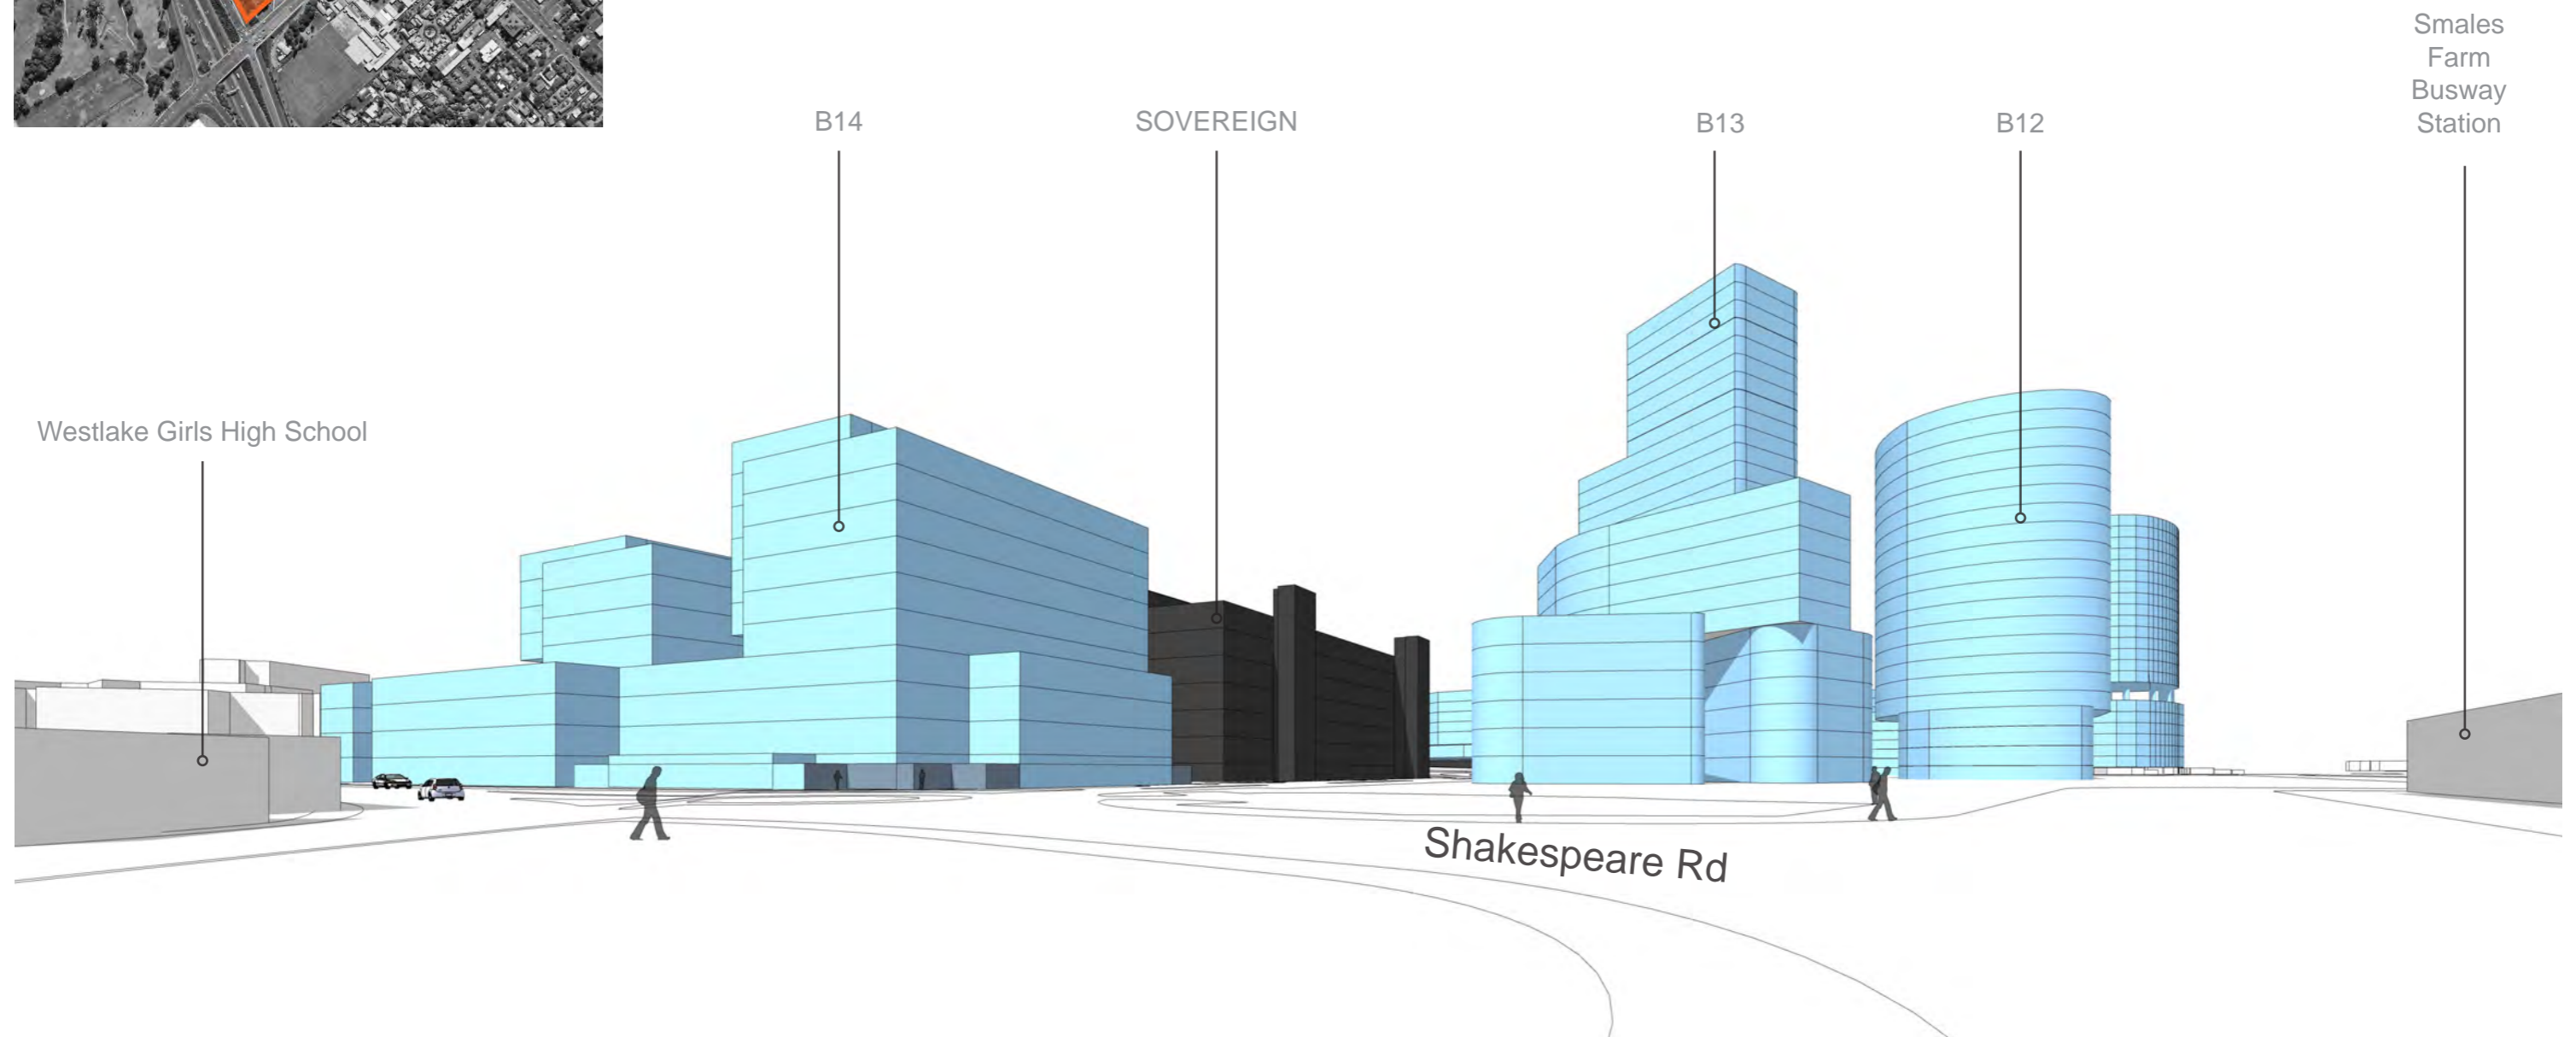 Smales
Farm
Busway
Station
B14
SOVEREIGN
B13
B12
Westlake Girls High School
Shakespeare Rd